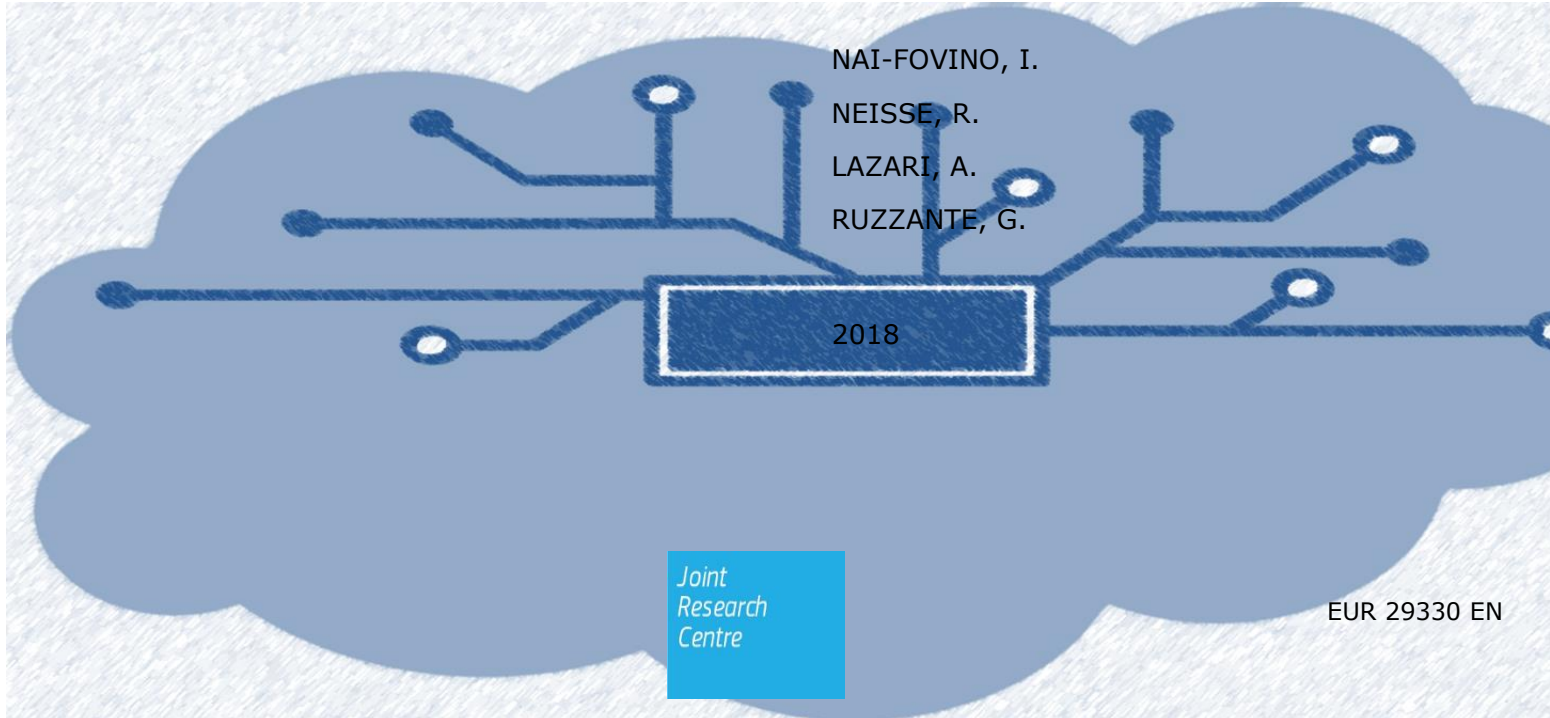 NAI-FOVINO, I.
NEISSE, R.
LAZARI, A.
RUZZANTE, G.
2018
Joint
Research
Centre
EUR 29330 EN